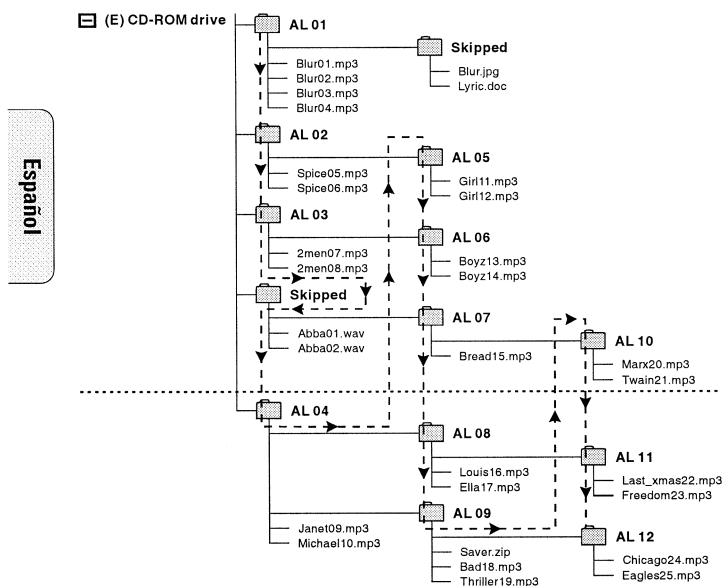 (E) CD-ROM drive
AL 01
Blur01.mp3
Blur02.mp3
Blur03.mp3
Blur04.mp3
Skipped
Blur.jpg
Lyric.doc
Español
AL 02
Spice05.mp3
Spice06.mp3
AL 05
Girl11.mp3
Girl12.mp3
AL 03
2men07.mp3
2men08.mp3
AL 06
Boyz13.mp3
Boyz14.mp3
Skipped
Abba01.wav
Abba02.wav
AL 07
Bread15.mp3
AL 10
Marx20.mp3
Twain21.mp3
AL 04
Janet09.mp3
Michael10.mp3
AL 08
Louis16.mp3
Ella17.mp3
AL 11
Last_xmas22.mp3
Freedom23.mp3
AL 09
Saver.zip
Bad18.mp3
Thriller19.mp3
AL 12
Chicago24.mp3
Eagles25.mp3